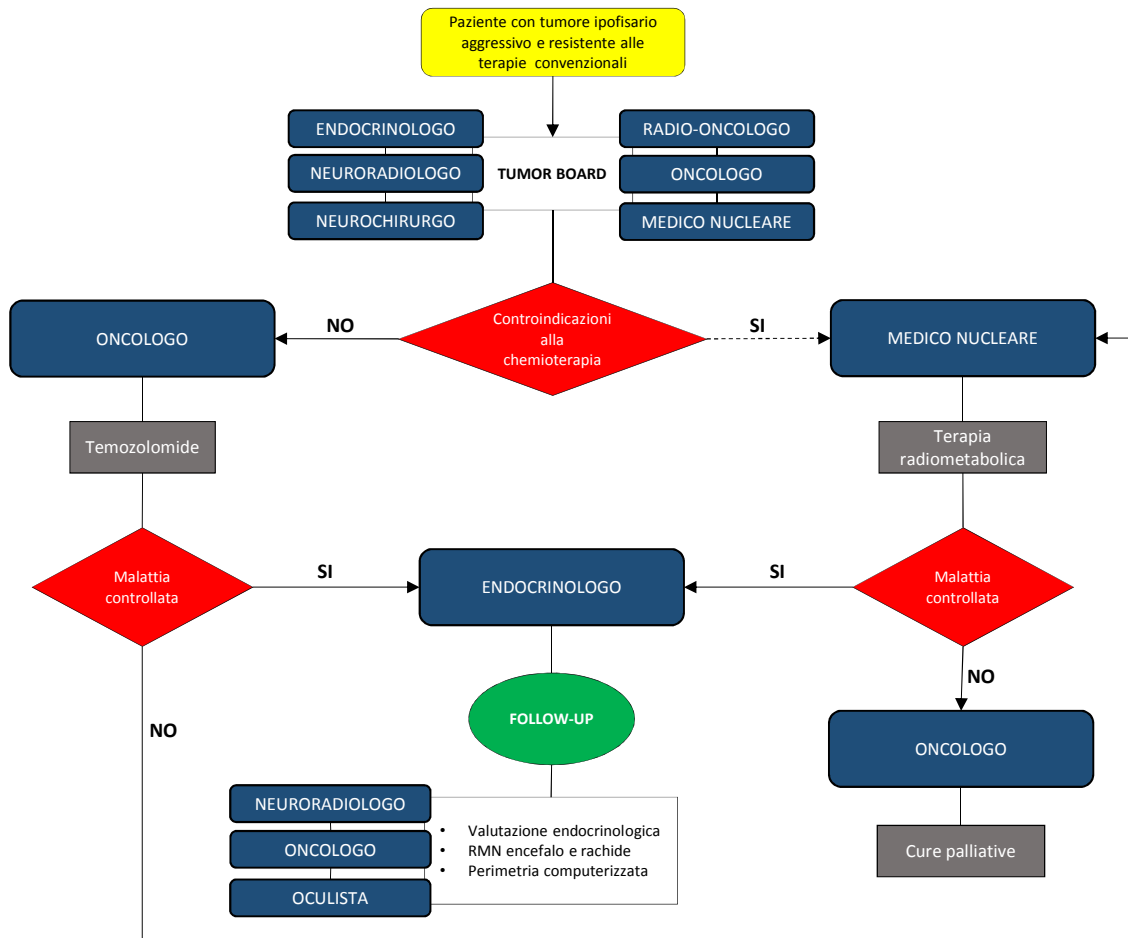 Paziente con tumore ipofisario
aggressivo e resistente alle
terapie convenzionali
ENDOCRINOLOGO
RADIO-ONCOLOGO
NEURORADIOLOGO
TUMOR BOARD
ONCOLOGO
NEUROCHIRURGO
MEDICO NUCLEARE
ONCOLOGO
NO
Controindicazioni
alla
chemioterapia
SI
MEDICO NUCLEARE
Temozolomide
Terapia
radiometabolica
Malattia
controllata
SI
ENDOCRINOLOGO
SI
Malattia
controllata
NO
NO
FOLLOW-UP
ONCOLOGO
NEURORADIOLOGO
ONCOLOGO
OCULISTA
• Valutazione endocrinologica
• RMN encefalo e rachide
• Perimetria computerizzata
Cure palliative